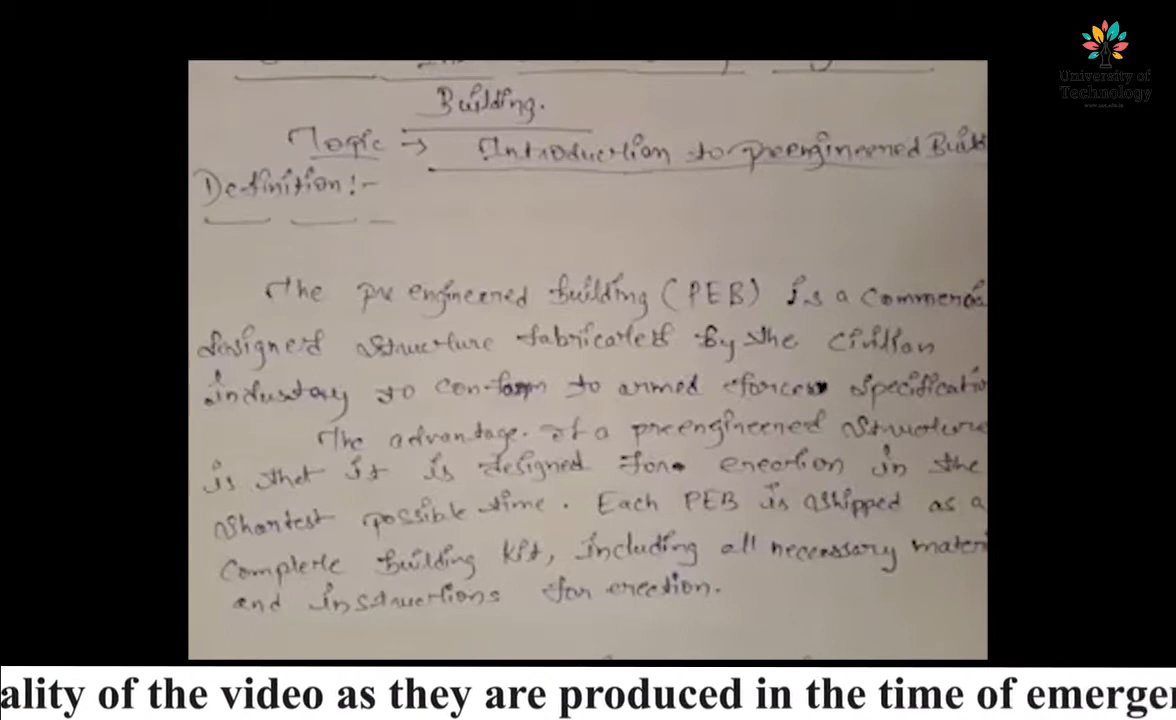 University of
Technology
Building.
Topic → Introduction to preengineered Build
Definition:-
The pre engineered building (PEB) is a commerci
designed structure fabricated by the civilian
industry to conform to armed forces specificatio
The advantage of a preengineered structure
is that it is designed for erection in the
shortest possible time. Each PEB is shipped as a
complete building kit, including all necessary materi
and instructions for erection.
ality of the video as they are produced in the time of emerge